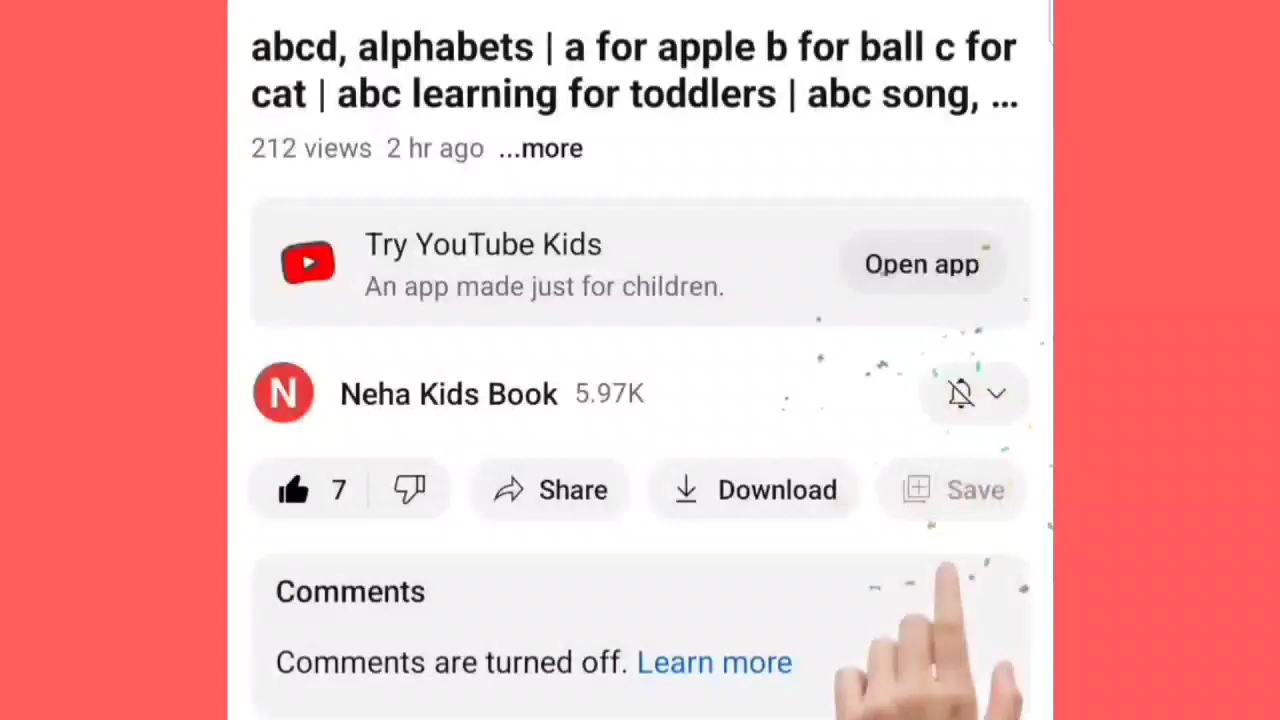 abcd, alphabets | a for apple b for ball c for
cat | abc learning for toddlers | abc song, ...
212 views 2 hr ago ...more
Try YouTube Kids
An app made just for children.
Open app
N Neha Kids Book 5.97K
7 Share Download Save
Comments
Comments are turned off. Learn more